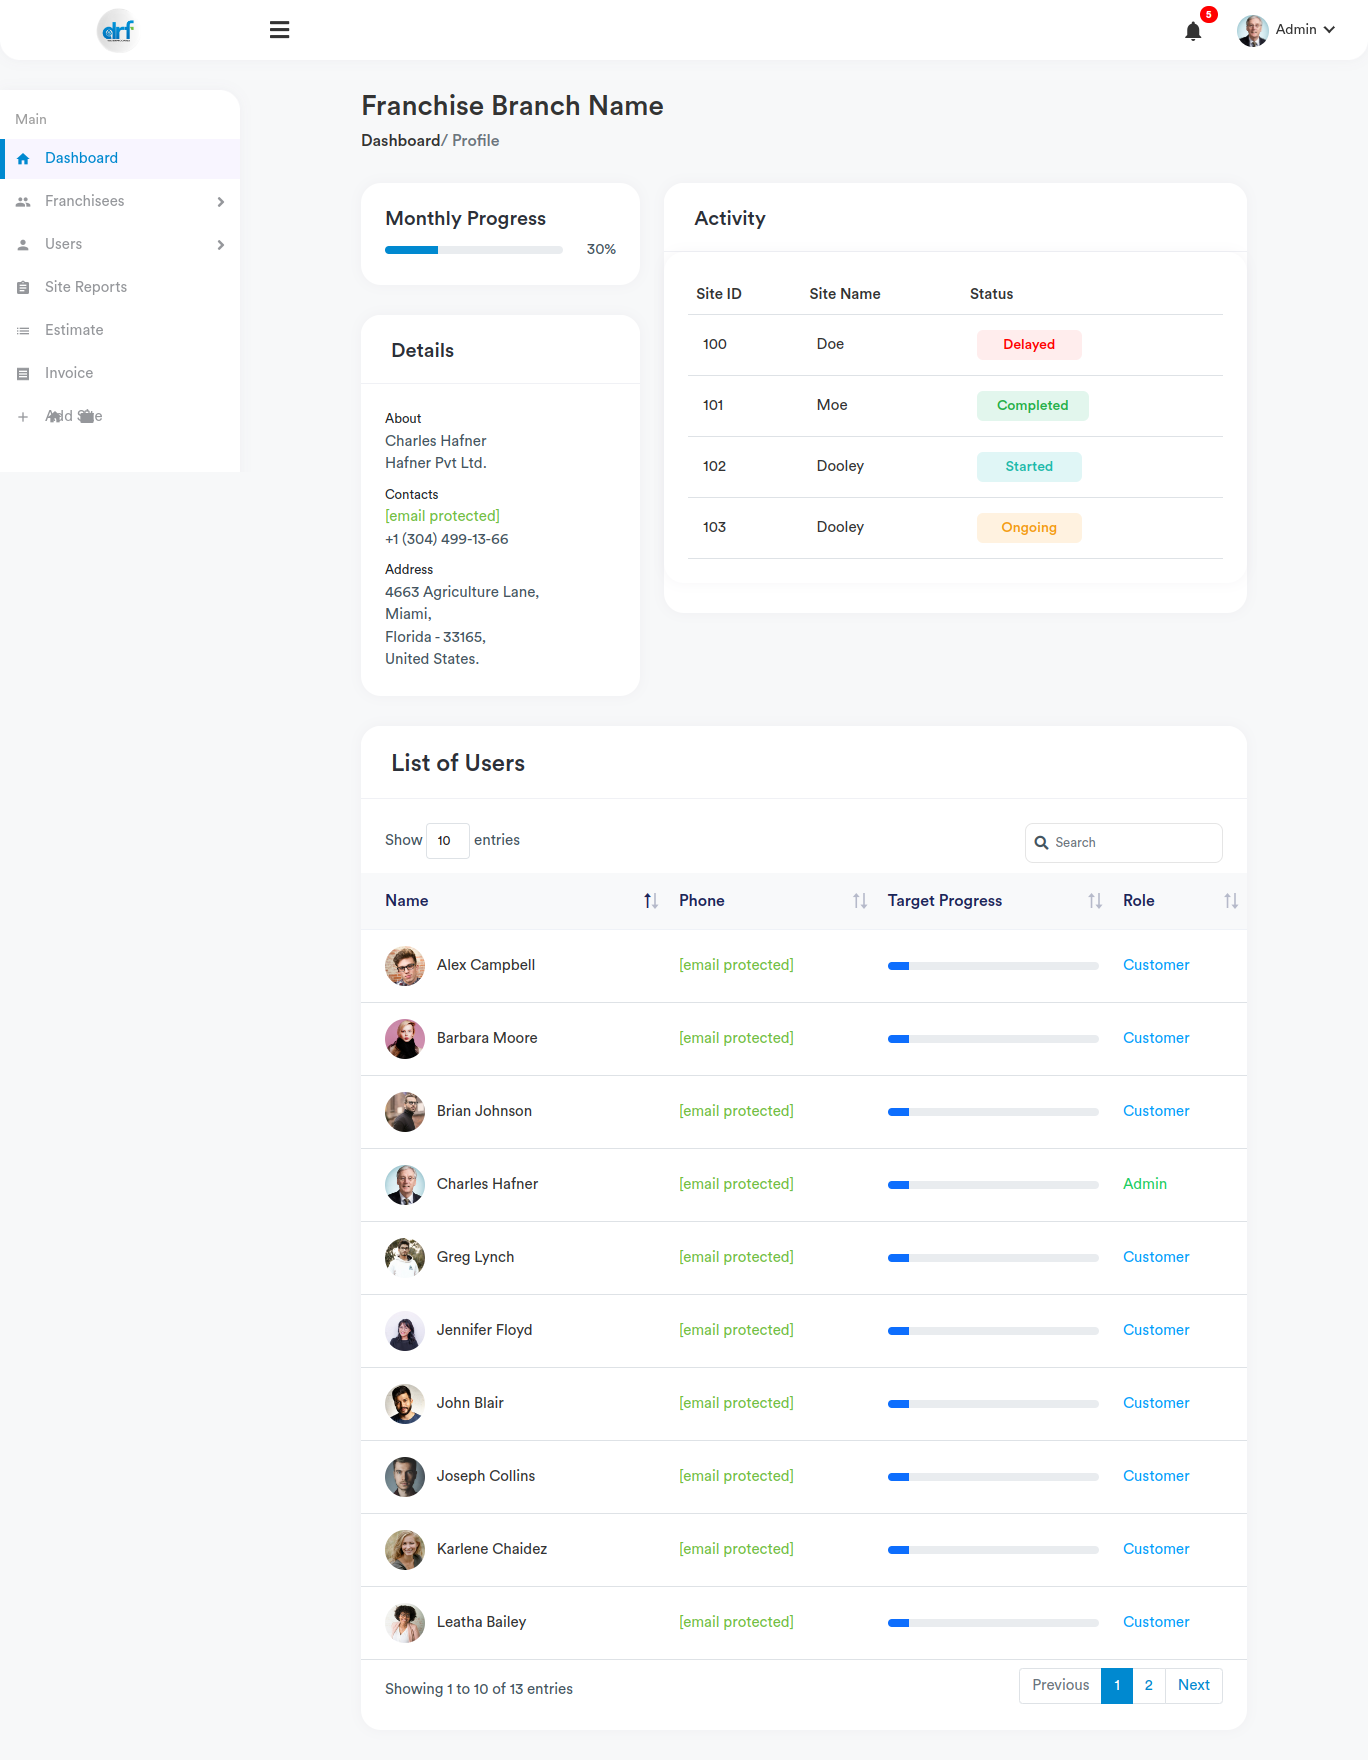 drf
5
Admin
Main
Dashboard
Franchisees
Users
Site Reports
Estimate
Invoice
Add Site
Franchise Branch Name
Dashboard/ Profile
Monthly Progress
30%
Details
About
Charles Hafner
Hafner Pvt Ltd.
Contacts
[email protected]
+1 (304) 499-13-66
Address
4663 Agriculture Lane,
Miami,
Florida - 33165,
United States.
Activity
Site ID Site Name Status
100 Doe Delayed
101 Moe Completed
102 Dooley Started
103 Dooley Ongoing
List of Users
Show 10 entries
Search
Name Phone Target Progress Role
Alex Campbell [email protected] Customer
Barbara Moore [email protected] Customer
Brian Johnson [email protected] Customer
Charles Hafner [email protected] Admin
Greg Lynch [email protected] Customer
Jennifer Floyd [email protected] Customer
John Blair [email protected] Customer
Joseph Collins [email protected] Customer
Karlene Chaidez [email protected] Customer
Leatha Bailey [email protected] Customer
Showing 1 to 10 of 13 entries
Previous 1 2 Next